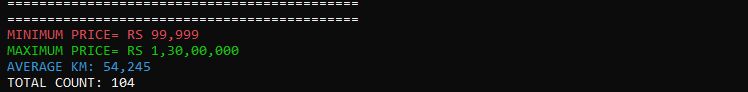 ============================================
============================================
MINIMUM PRICE= RS 99,999
MAXIMUM PRICE= RS 1,30,00,000
AVERAGE KM: 54,245
TOTAL COUNT: 104